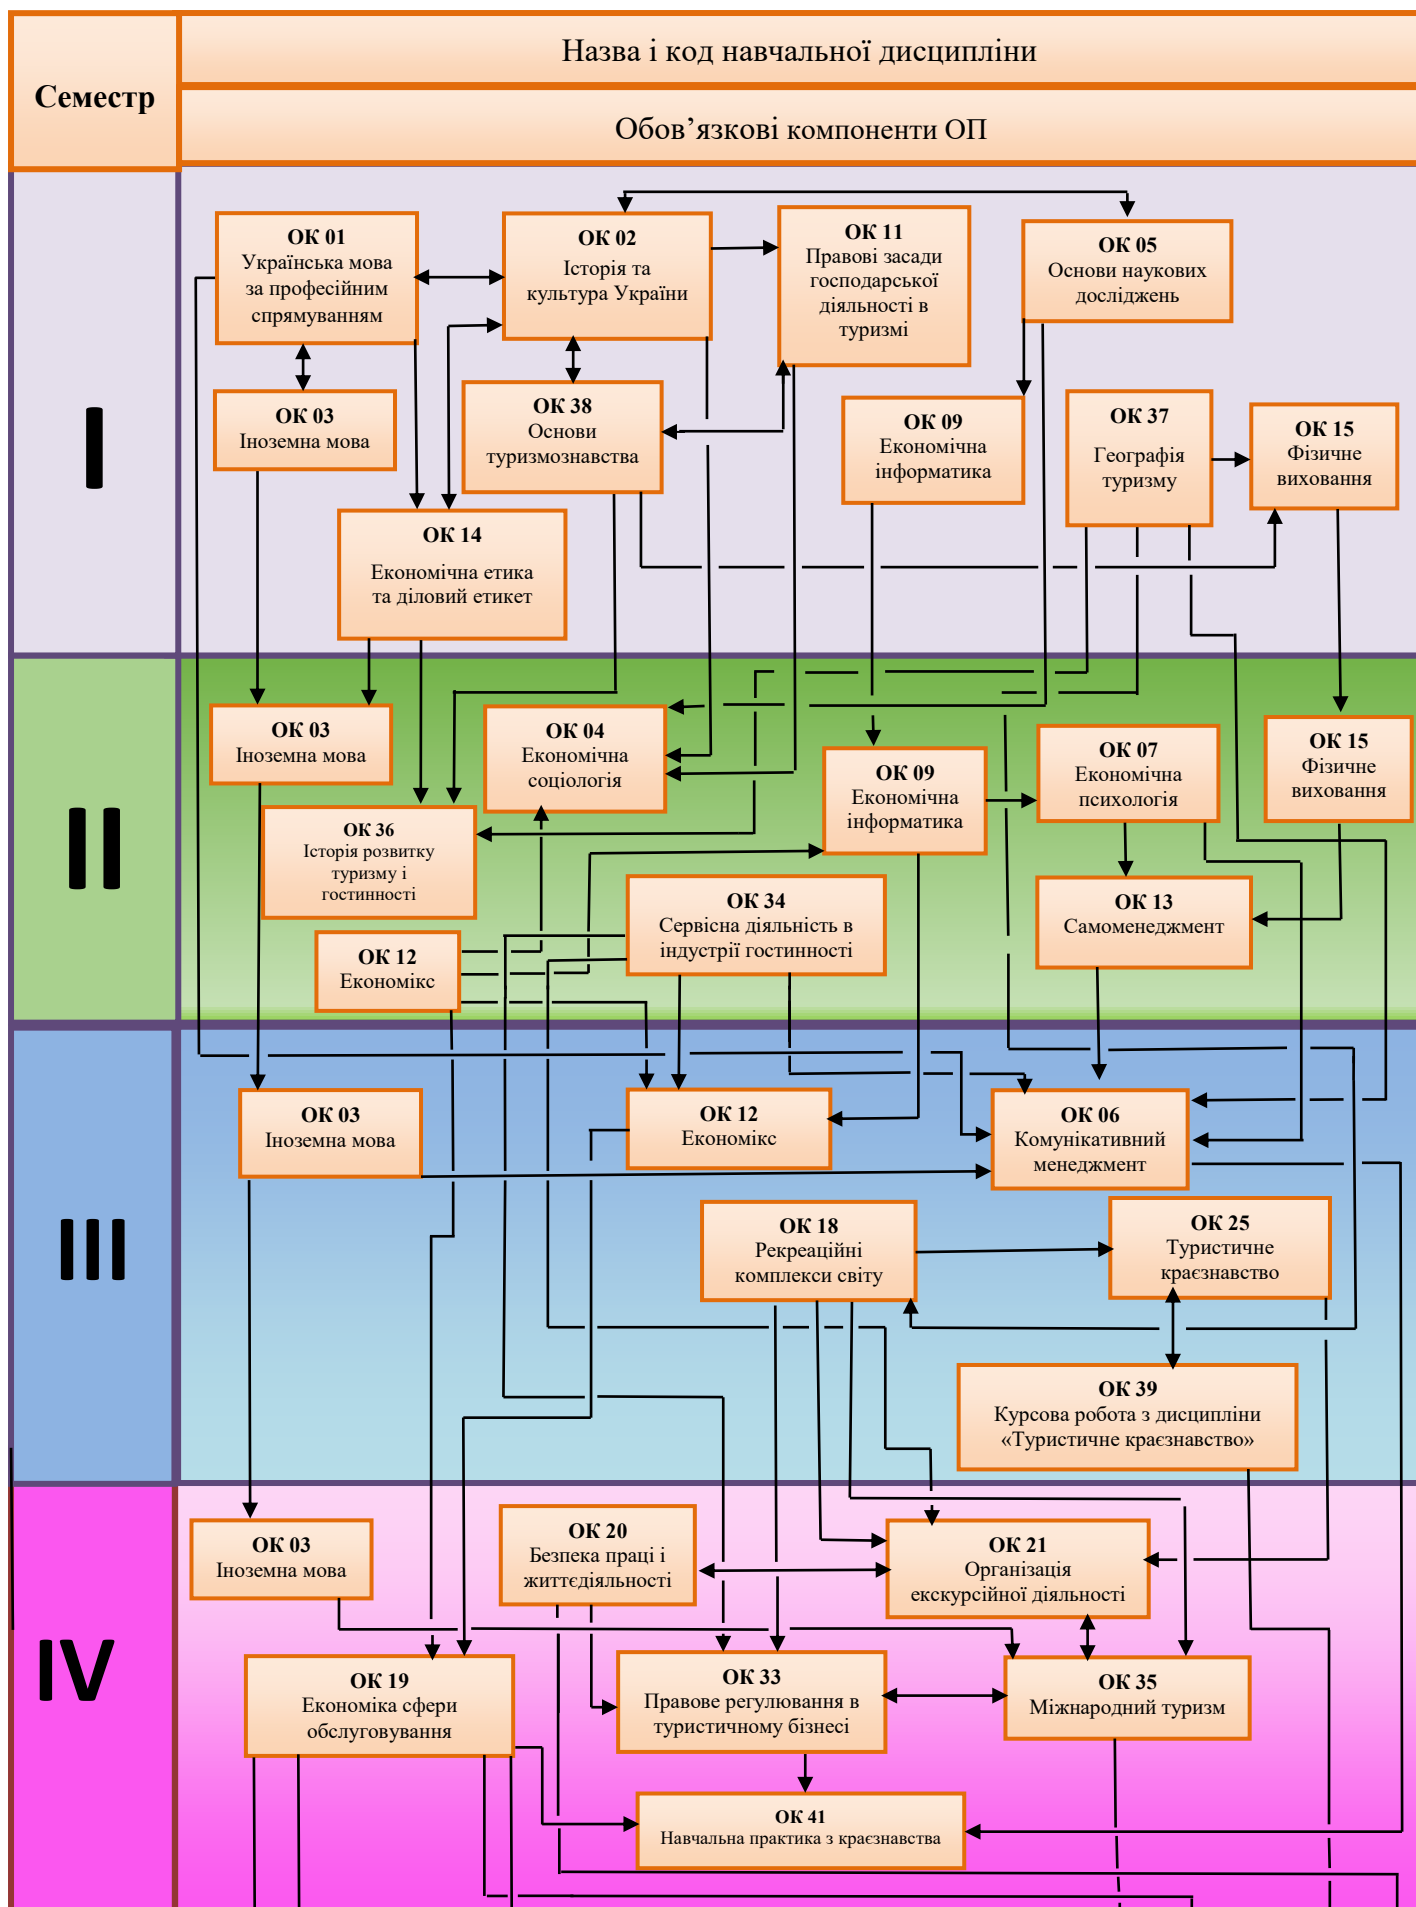 Семестр
Назва і код навчальної дисципліни
Обов’язкові компоненти ОП
I
ОК 01
Українська мова
за професійним
спрямуванням
ОК 02
Історія та
культура України
ОК 11
Правові засади
господарської
діяльності в
туризмі
ОК 05
Основи наукових
досліджень
ОК 03
Іноземна мова
ОК 38
Основи
туризмознавства
ОК 09
Економічна
інформатика
ОК 37
Географія
туризму
ОК 15
Фізичне
виховання
ОК 14
Економічна етика
та діловий етикет
II
ОК 03
Іноземна мова
ОК 04
Економічна
соціологія
ОК 09
Економічна
інформатика
ОК 07
Економічна
психологія
ОК 15
Фізичне
виховання
ОК 36
Історія розвитку
туризму і
гостинності
ОК 34
Сервісна діяльність в
індустрії гостинності
ОК 13
Самоменеджмент
ОК 12
Економікс
III
ОК 03
Іноземна мова
ОК 12
Економікс
ОК 06
Комунікативний
менеджмент
ОК 18
Рекреаційні
комплекси світу
ОК 25
Туристичне
краєзнавство
ОК 39
Курсова робота з дисципліни
«Туристичне краєзнавство»
IV
ОК 03
Іноземна мова
ОК 20
Безпека праці і
життєдіяльності
ОК 21
Організація
екскурсійної діяльності
ОК 19
Економіка сфери
обслуговування
ОК 33
Правове регулювання в
туристичному бізнесі
ОК 35
Міжнародний туризм
ОК 41
Навчальна практика з краєзнавства